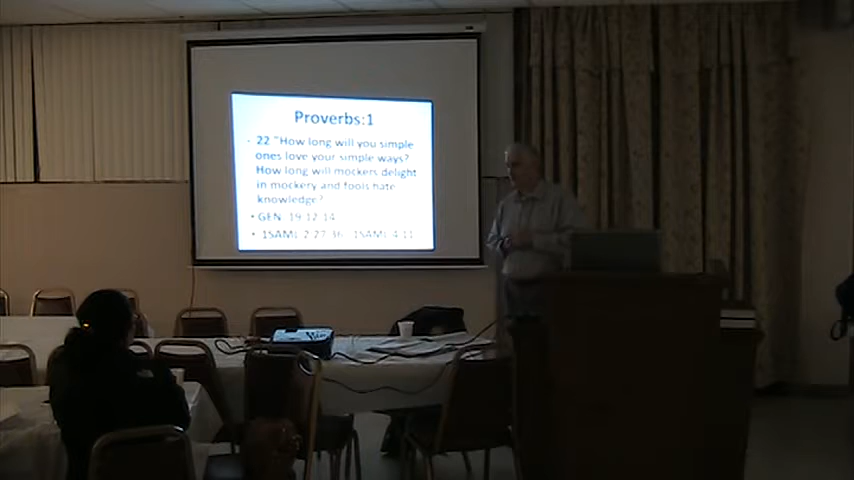 Proverbs:1
• 22 "How long will you simple
ones love your simple ways?
How long will mockers delight
in mockery and fools hate
knowledge?
• GEN. 19:12-14
• 1SAM. 2:27-36 1SAM. 4:11